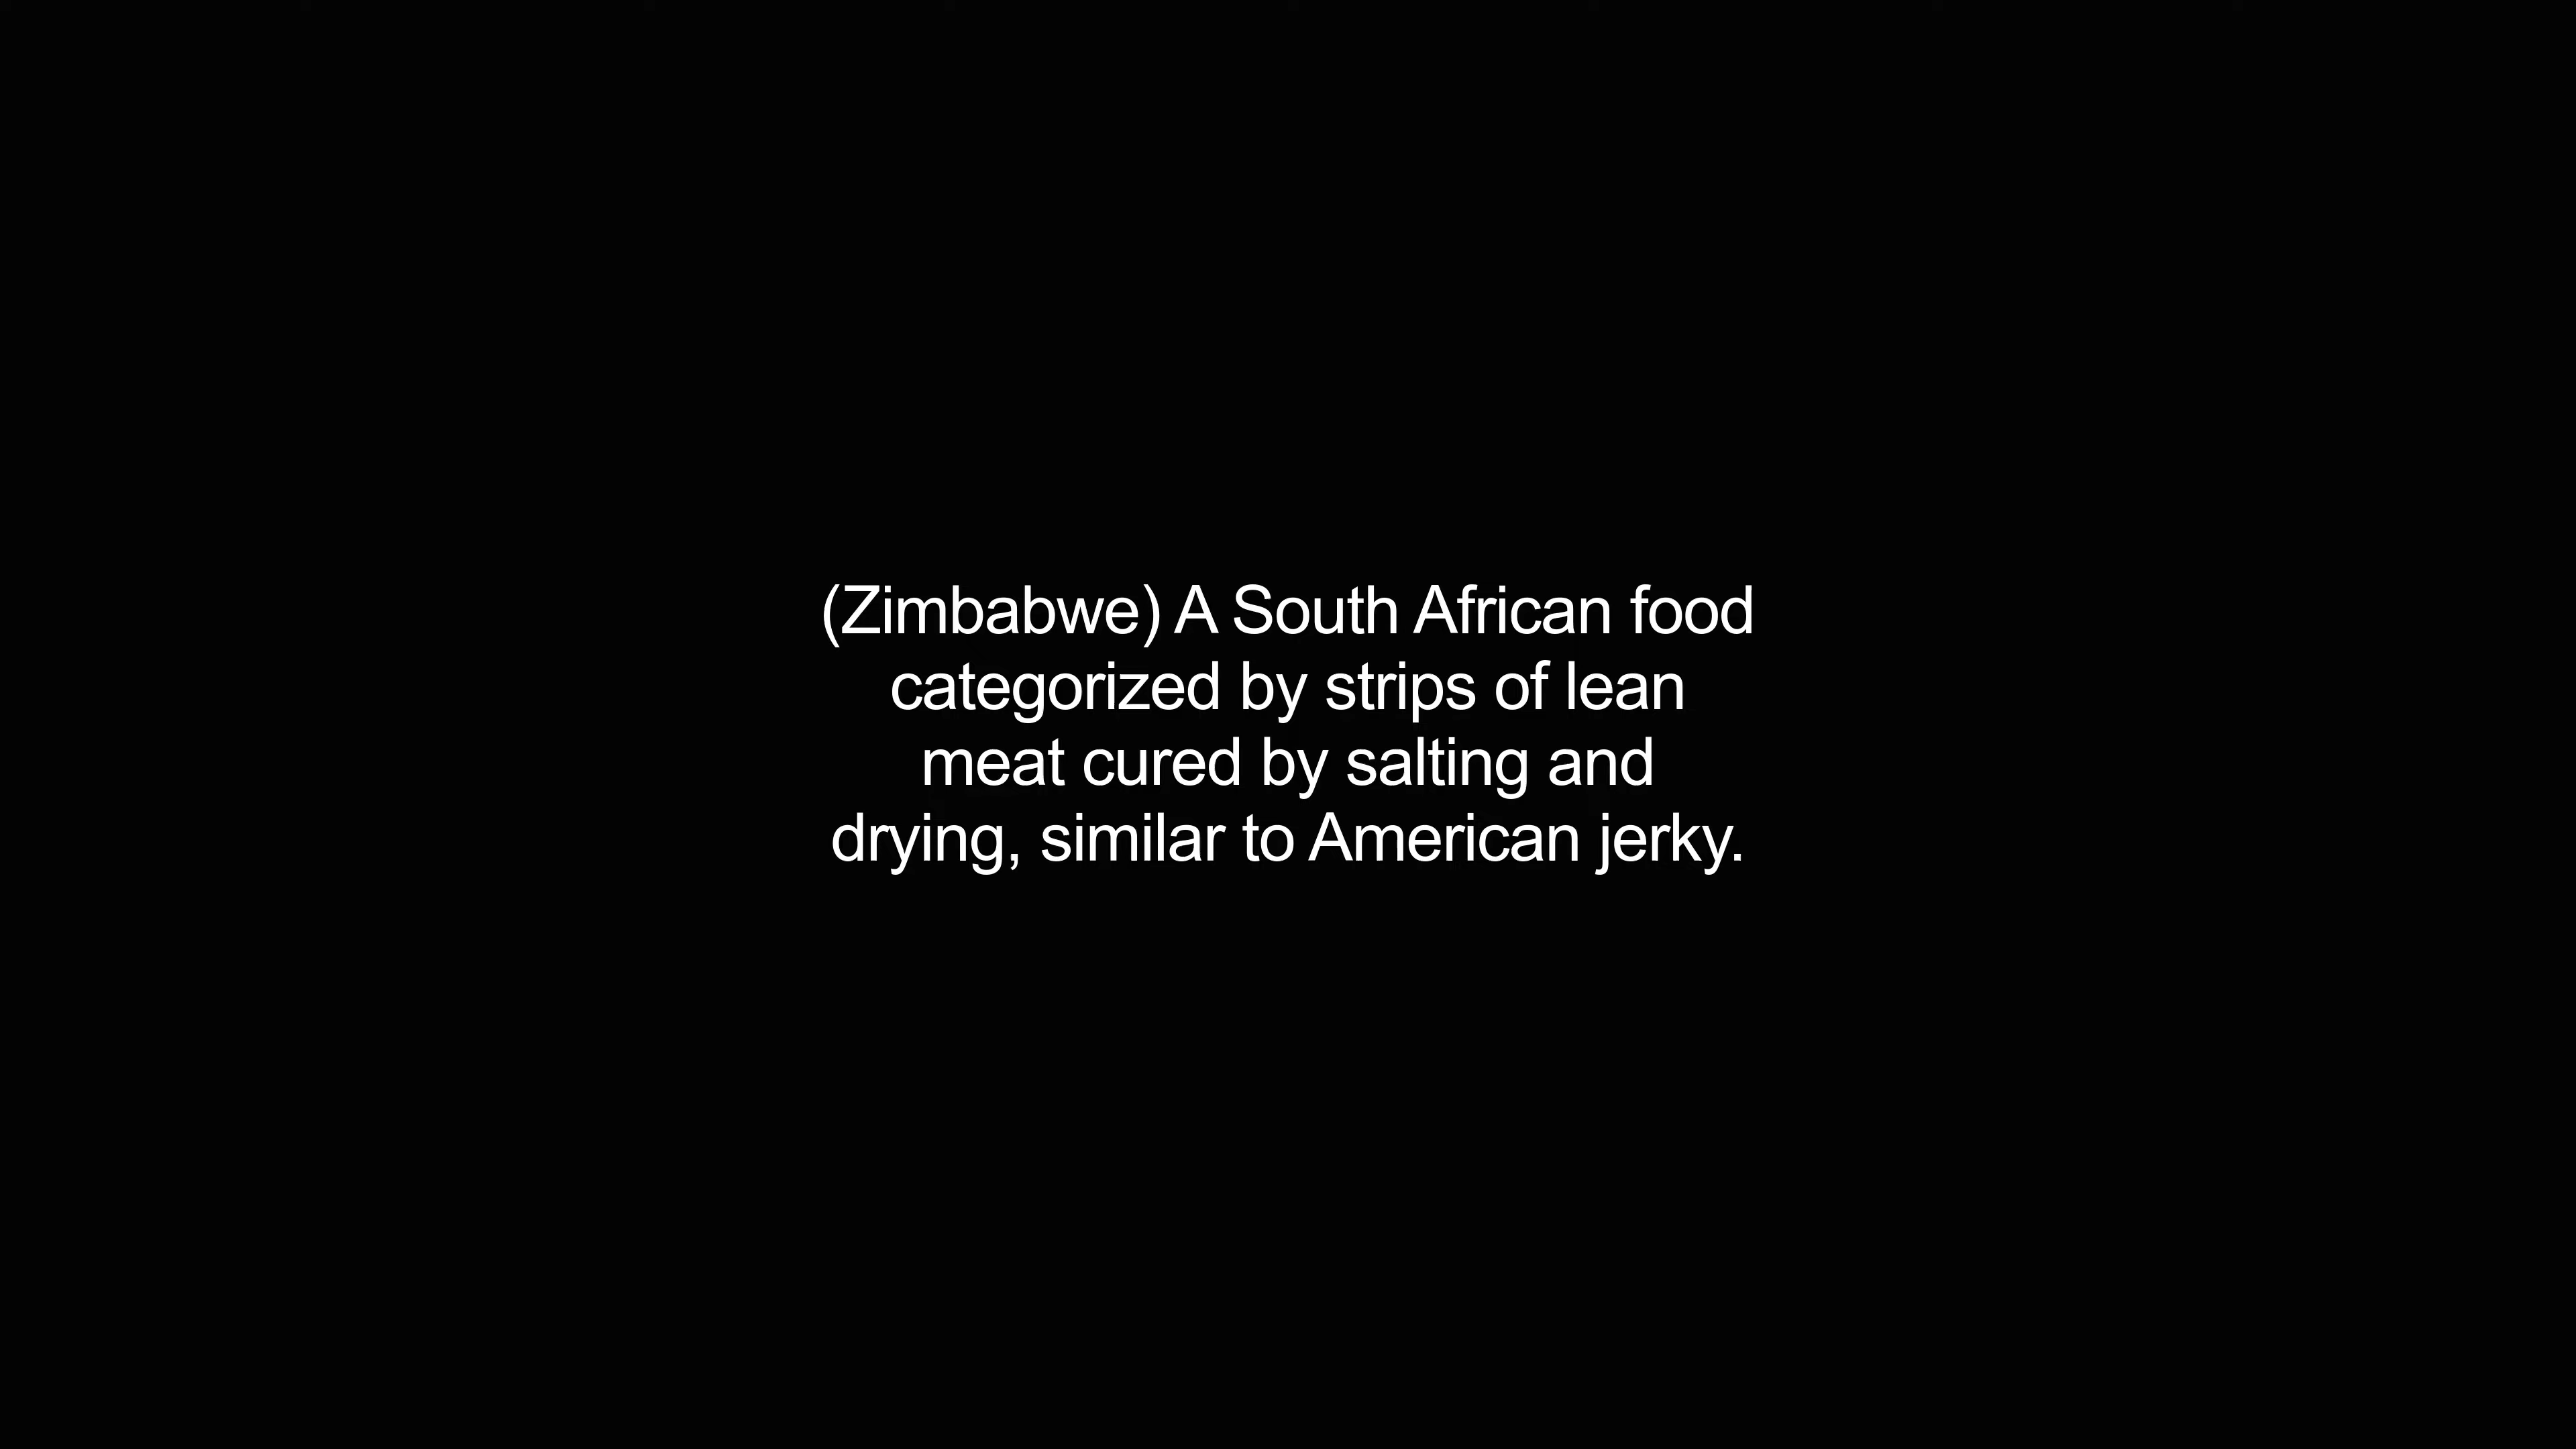 (Zimbabwe) A South African food
categorized by strips of lean
meat cured by salting and
drying, similar to American jerky.